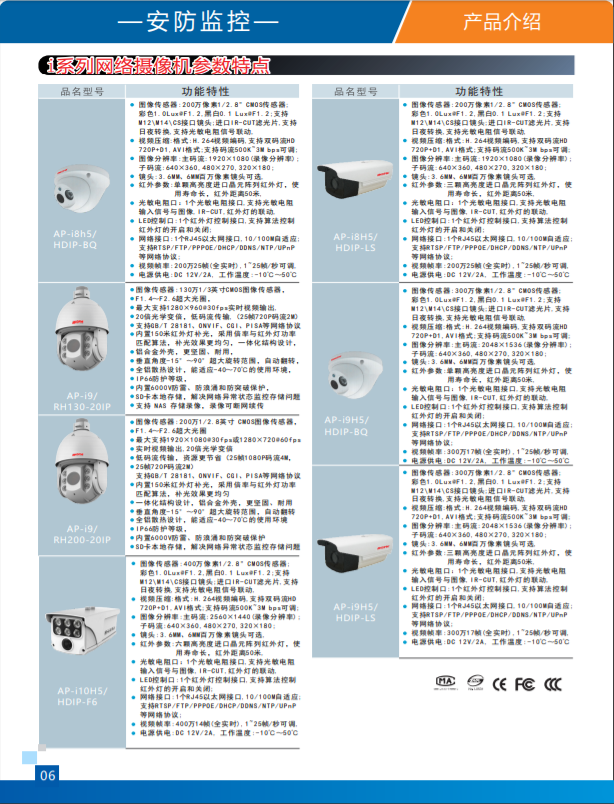 —安防监控—
产品介绍
i系列网络摄像机参数特点
品名型号
功能特性
AP-i8h5/
HDIP-BQ
图像传感器:200万像素1/2.8" CMOS传感器;
彩色1.0Lux@F1.2,黑白0.1 Lux@F1.2;支持
M12\M14\CS接口镜头;进口IR-CUT滤光片,支持
日夜转换,支持光敏电阻信号联动.
视频压缩:格式:H.264视频编码,支持双码流HD
720P+D1,AVI格式;支持码流500K~3M bps可调;
图像分辨率:主码流:1920×1080(录像分辨率);
子码流:640×360,480×270,320×180;
镜头:3.6MM、6MM百万像素镜头可选,
红外参数:单颗高亮度进口晶元阵列红外灯，使
用寿命长，红外距离50米.
光敏电阻口：1个光敏电阻接口,支持光敏电阻
输入信号与图像.IR-CUT.红外灯的联动.
LED控制口:1个红外灯控制接口,支持算法控制
红外灯的开启和关闭;
网络接口:1个RJ45以太网接口,10/100M自适应;
支持RTSP/FTP/PPPOE/DHCP/DDNS/NTP/UPnP
等网络协议;
视频帧率:200万25帧(全实时),1~25帧/秒可调.
电源供电:DC 12V/2A, 工作温度:-10℃~50℃
AP-i9/
RH130-20IP
图像传感器:130万1/3英寸CMOS图像传感器,
F1.4~F2.6超大光圈,
最大支持1280×960@30fps实时视频输出,
20倍光学变倍，低码流传输,（25帧720P码流2M）
支持GB/T 28181，ONVIF，CGI，PISA等网络协议
内置150米红外灯补光，采用倍率与红外灯功率
匹配算法，补光效果更均匀,一体化结构设计，
铝合金外壳，更坚固、耐用,
垂直角度-15°~90° 超大旋转范围，自动翻转，
全铝散热设计，能适应-40~70℃的使用环境,
IP66防护等级,
内置6000V防雷、防浪涌和防突破保护,
SD卡本地存储，解决网络异常状态监控存储问题
支持 NAS 存储录像，录像可断网续传
AP-i9/
RH200-20IP
图像传感器:200万1/2.8英寸 CMOS图像传感器,
F1.4~F2.6超大光圈
最大支持1920×1080@30fps或1280×720@60fps
实时视频输出,20倍光学变倍
低码流传输，资源更节省（25帧1080P码流4M,
25帧720P码流2M）
支持GB/T 28181，ONVIF，CGI，PISA等网络协议
内置150米红外灯补光，采用倍率与红外灯功率
匹配算法，补光效果更均匀
一体化结构设计，铝合金外壳，更坚固、耐用
垂直角度-15°~90° 超大旋转范围，自动翻转
全铝散热设计，能适应-40~70℃的使用环境
IP66防护等级，
内置6000V防雷、防浪涌和防突破保护
SD卡本地存储，解决网络异常状态监控存储问题
AP-i10H5/
HDIP-F6
图像传感器:400万像素1/2.8" CMOS传感器;
彩色1.0Lux@F1.2,黑白0.1 Lux@F1.2;支持
M12\M14\CS接口镜头;进口IR-CUT滤光片,支持
日夜转换,支持光敏电阻信号联动.
视频压缩:格式:H.264视频编码,支持双码流HD
720P+D1,AVI格式;支持码流500K~3M bps可调;
图像分辨率:主码流:2560×1440(录像分辨率);
子码流:640×360,480×270,320×180;
镜头:3.6MM、6MM百万像素镜头可选,
红外参数:六颗高亮度进口晶元阵列红外灯，使
用寿命长，红外距离50米.
光敏电阻口：1个光敏电阻接口,支持光敏电阻
输入信号与图像.IR-CUT.红外灯的联动.
LED控制口:1个红外灯控制接口,支持算法控制
红外灯的开启和关闭;
网络接口:1个RJ45以太网接口,10/100M自适应;
支持RTSP/FTP/PPPOE/DHCP/DDNS/NTP/UPnP
等网络协议;
视频帧率:400万14帧(全实时),1~25帧/秒可调.
电源供电:DC 12V/2A, 工作温度:-10℃~50℃
品名型号
功能特性
AP-i8H5/
HDIP-LS
图像传感器:200万像素1/2.8" CMOS传感器;
彩色1.0Lux@F1.2,黑白0.1 Lux@F1.2;支持
M12\M14\CS接口镜头;进口IR-CUT滤光片,支持
日夜转换,支持光敏电阻信号联动.
视频压缩:格式:H.264视频编码,支持双码流HD
720P+D1,AVI格式;支持码流500K~3M bps可调;
图像分辨率:主码流:1920×1080(录像分辨率);
子码流:640×360,480×270,320×180;
镜头:3.6MM、6MM百万像素镜头可选,
红外参数:三颗高亮度进口晶元阵列红外灯，使
用寿命长，红外距离50米.
光敏电阻口：1个光敏电阻接口,支持光敏电阻
输入信号与图像.IR-CUT.红外灯的联动.
LED控制口:1个红外灯控制接口,支持算法控制
红外灯的开启和关闭;
网络接口:1个RJ45以太网接口,10/100M自适应;
支持RTSP/FTP/PPPOE/DHCP/DDNS/NTP/UPnP
等网络协议;
视频帧率:200万25帧(全实时),1~25帧/秒可调.
电源供电:DC 12V/2A, 工作温度:-10℃~50℃
AP-i9H5/
HDIP-8Q
图像传感器:300万像素1/2.8" CMOS传感器;
彩色1.0Lux@F1.2,黑白0.1 Lux@F1.2;支持
M12\M14\CS接口镜头;进口IR-CUT滤光片,支持
日夜转换,支持光敏电阻信号联动.
视频压缩:格式:H.264视频编码,支持双码流HD
720P+D1,AVI格式;支持码流500K~3M bps可调;
图像分辨率:主码流:2048×1536(录像分辨率);
子码流:640×360,480×270,320×180;
镜头:3.6MM、6MM百万像素镜头可选,
红外参数:单颗高亮度进口晶元阵列红外灯，使
用寿命长，红外距离50米.
光敏电阻口：1个光敏电阻接口,支持光敏电阻
输入信号与图像.IR-CUT.红外灯的联动.
LED控制口:1个红外灯控制接口,支持算法控制
红外灯的开启和关闭;
网络接口:1个RJ45以太网接口,10/100M自适应;
支持RTSP/FTP/PPPOE/DHCP/DDNS/NTP/UPnP
等网络协议;
视频帧率:300万17帧(全实时),1~25帧/秒可调.
电源供电:DC 12V/2A, 工作温度:-10℃~50℃
AP-i9H5/
HDIP-LS
图像传感器:300万像素1/2.8" CMOS传感器;
彩色1.0Lux@F1.2,黑白0.1 Lux@F1.2;支持
M12\M14\CS接口镜头;进口IR-CUT滤光片,支持
日夜转换,支持光敏电阻信号联动.
视频压缩:格式:H.264视频编码,支持双码流HD
720P+D1,AVI格式;支持码流500K~3M bps可调;
图像分辨率:主码流:2048×1536(录像分辨率);
子码流:640×360,480×270,320×180;
镜头:3.6MM、6MM百万像素镜头可选,
红外参数:三颗高亮度进口晶元阵列红外灯，使
用寿命长，红外距离50米.
光敏电阻口：1个光敏电阻接口,支持光敏电阻
输入信号与图像.IR-CUT.红外灯的联动.
LED控制口:1个红外灯控制接口,支持算法控制
红外灯的开启和关闭;
网络接口:1个RJ45以太网接口,10/100M自适应;
支持RTSP/FTP/PPPOE/DHCP/DDNS/NTP/UPnP
等网络协议;
视频帧率:300万17帧(全实时),1~25帧/秒可调.
电源供电:DC 12V/2A, 工作温度:-10℃~50℃
MA CE FC CCC
06